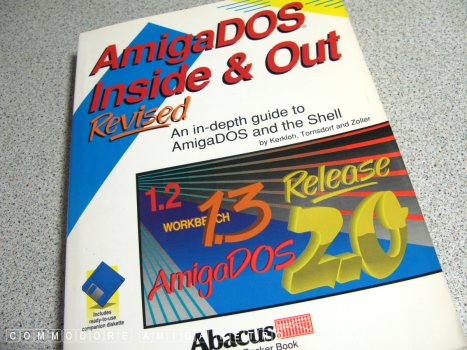 AmigaDOS
Inside & Out
Revised
An in-depth guide to
AmigaDOS and the Shell
by Kerkloh, Tornsdorf and Zoller
1.2
1.3
WORKBENCH
Release
AmigaDOS
2.0
Includes
ready-to-use
companion diskette
Abacus
Book
COMMODORE